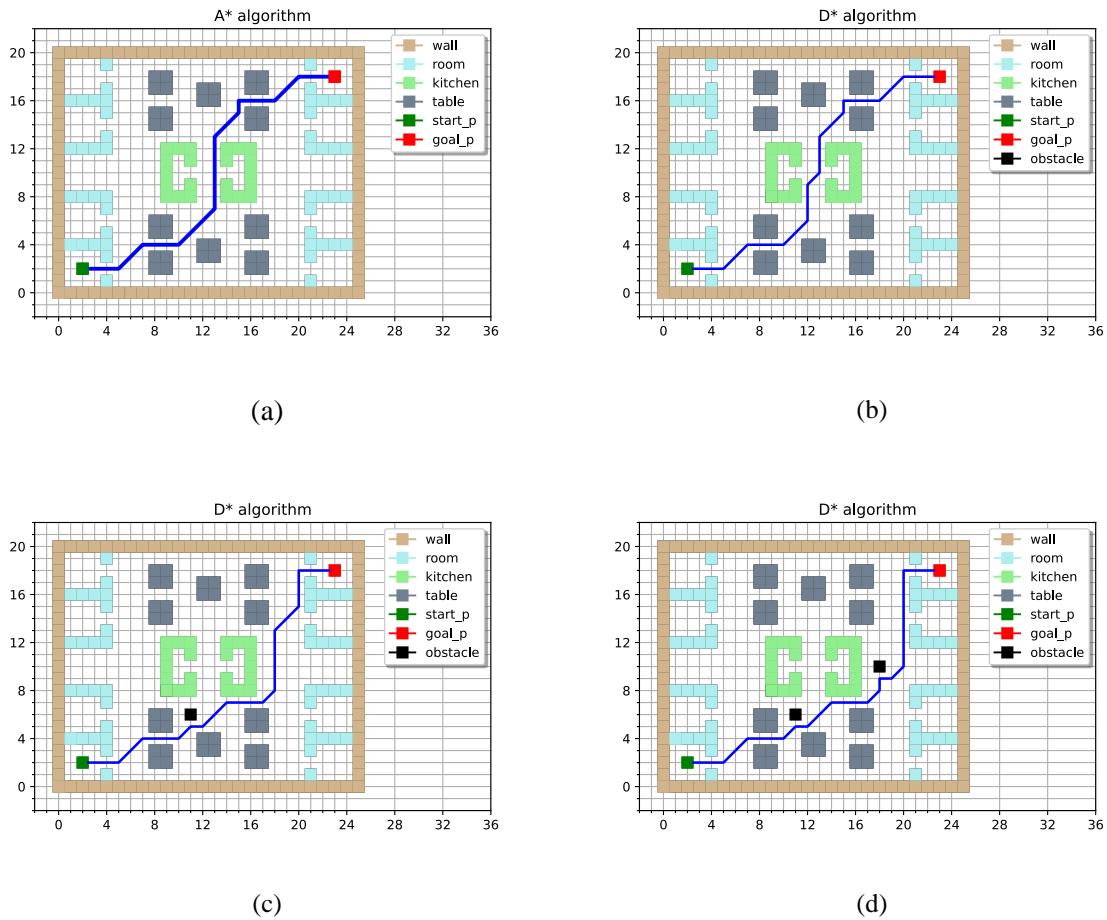 A* algorithm
20
16
12
8
4
0
0 4 8 12 16 20 24 28 32 36
wall
room
kitchen
table
start_p
goal_p
(a)
D* algorithm
20
16
12
8
4
0
0 4 8 12 16 20 24 28 32 36
wall
room
kitchen
table
start_p
goal_p
obstacle
(b)
D* algorithm
20
16
12
8
4
0
0 4 8 12 16 20 24 28 32 36
wall
room
kitchen
table
start_p
goal_p
obstacle
(c)
D* algorithm
20
16
12
8
4
0
0 4 8 12 16 20 24 28 32 36
wall
room
kitchen
table
start_p
goal_p
obstacle
(d)